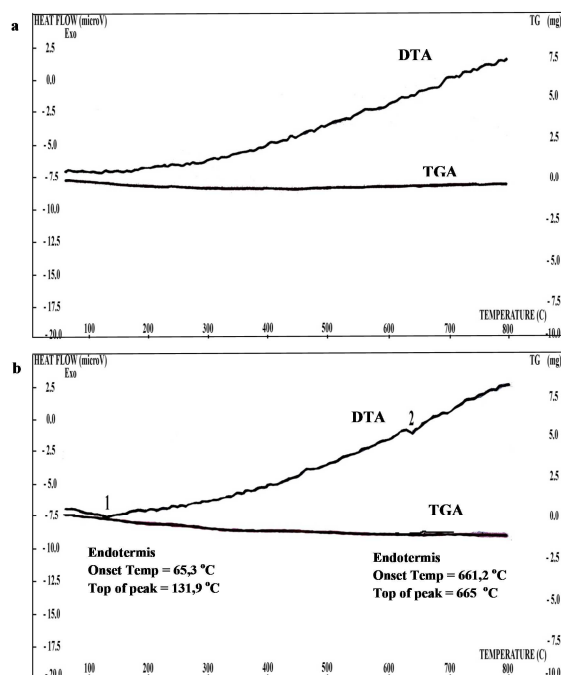 a
HEAT FLOW (microV)
Exo
TG (mg)
2.5
0.0
-2.5
-5.0
-7.5
-10.0
-12.5
-15.0
-17.5
-20.0
7.5
5.0
2.5
0.0
-2.5
-5.0
-7.5
-10.0
DTA
TGA
TEMPERATURE (C)
100 200 300 400 500 600 700 800
b
HEAT FLOW (microV)
Exo
TG (mg)
2.5
0.0
-2.5
-5.0
-7.5
-10.0
-12.5
-15.0
-17.5
-20.0
7.5
5.0
2.5
0.0
-2.5
-5.0
-7.5
-10.0
DTA
2
1
TGA
Endotermis
Onset Temp = 65,3 °C
Top of peak = 131,9 °C
Endotermis
Onset Temp = 661,2 °C
Top of peak = 665 °C
TEMPERATURE (C)
100 200 300 400 500 600 700 800